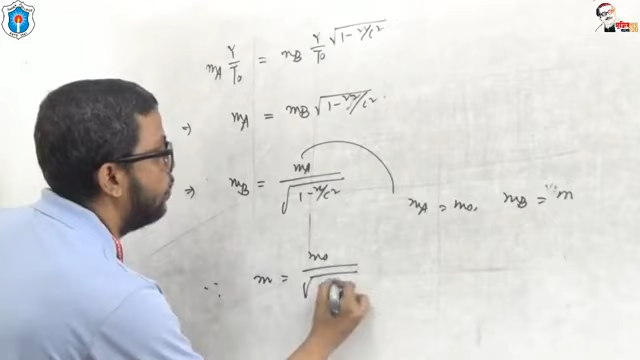 m_A Y/T₀ = m_B Y/T₀ √(1-v²/c²)
⇒ m_A = m_B √(1-v²/c²)
⇒ m_B = m_A / √(1-v²/c²)
m_A = m₀, m_B = m
∴ m = m₀ / √